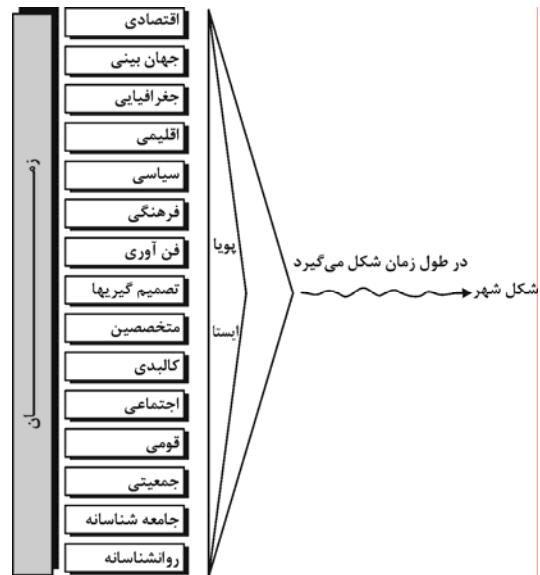 زمــــــــــان
اقتصادی
جهان بینی
جغرافیایی
اقلیمی
سیاسی
فرهنگی
فن آوری
تصمیم گیریها
متخصصین
کالبدی
اجتماعی
قومی
جمعیتی
جامعه شناسانه
روانشناسانه
پویا
ایستا
در طول زمان شکل می‌گیرد
شکل شهر